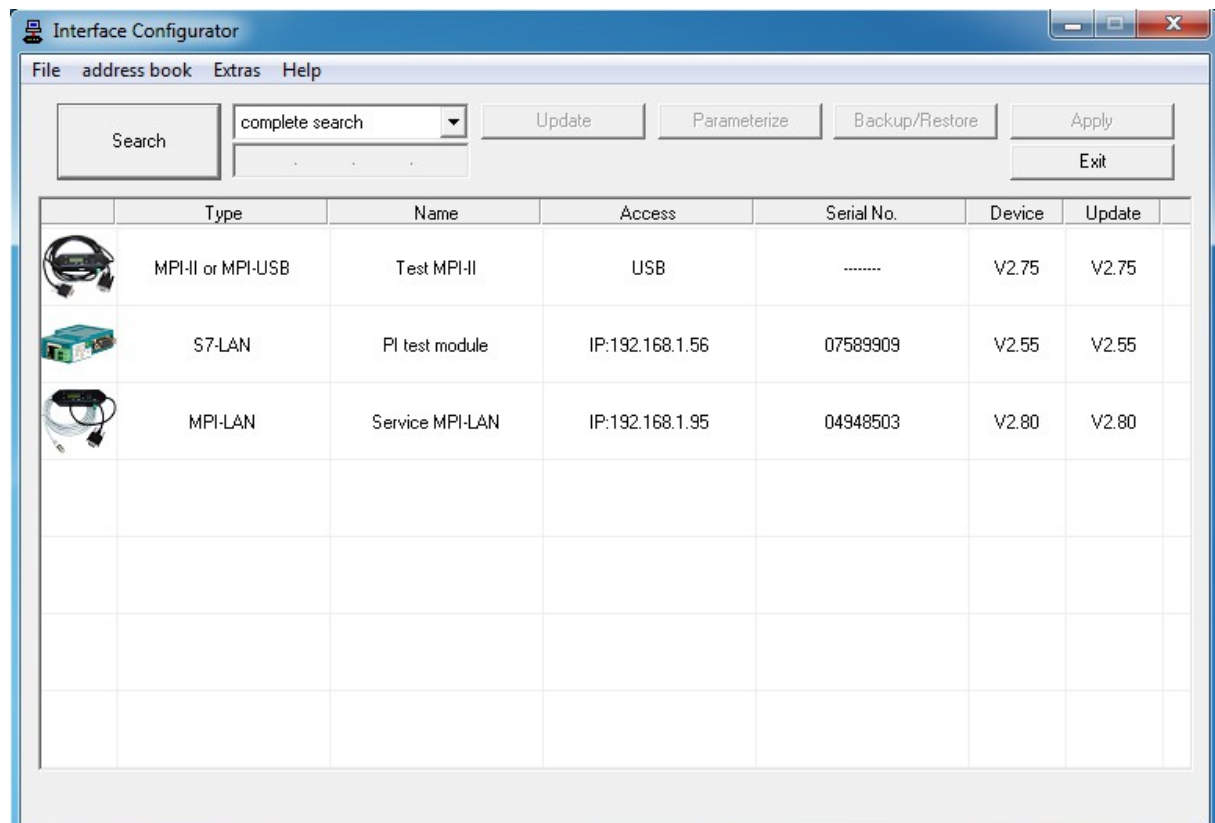 Interface Configurator
File address book Extras Help
Search
complete search
Update
Parameterize
Backup/Restore
Apply
. . .
Exit
Type Name Access Serial No. Device Update
MPI-II or MPI-USB Test MPI-II USB -------- V2.75 V2.75
S7-LAN PI test module IP:192.168.1.56 07589909 V2.55 V2.55
MPI-LAN Service MPI-LAN IP:192.168.1.95 04948503 V2.80 V2.80